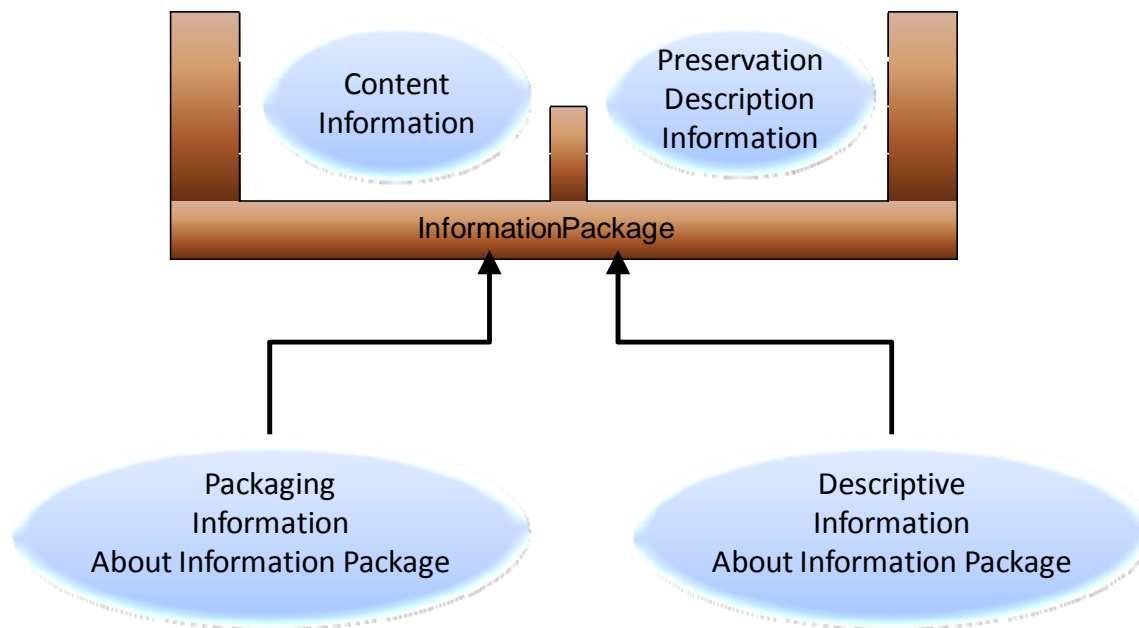 Content
Information
Preservation
Description
Information
InformationPackage
Packaging
Information
About Information Package
Descriptive
Information
About Information Package